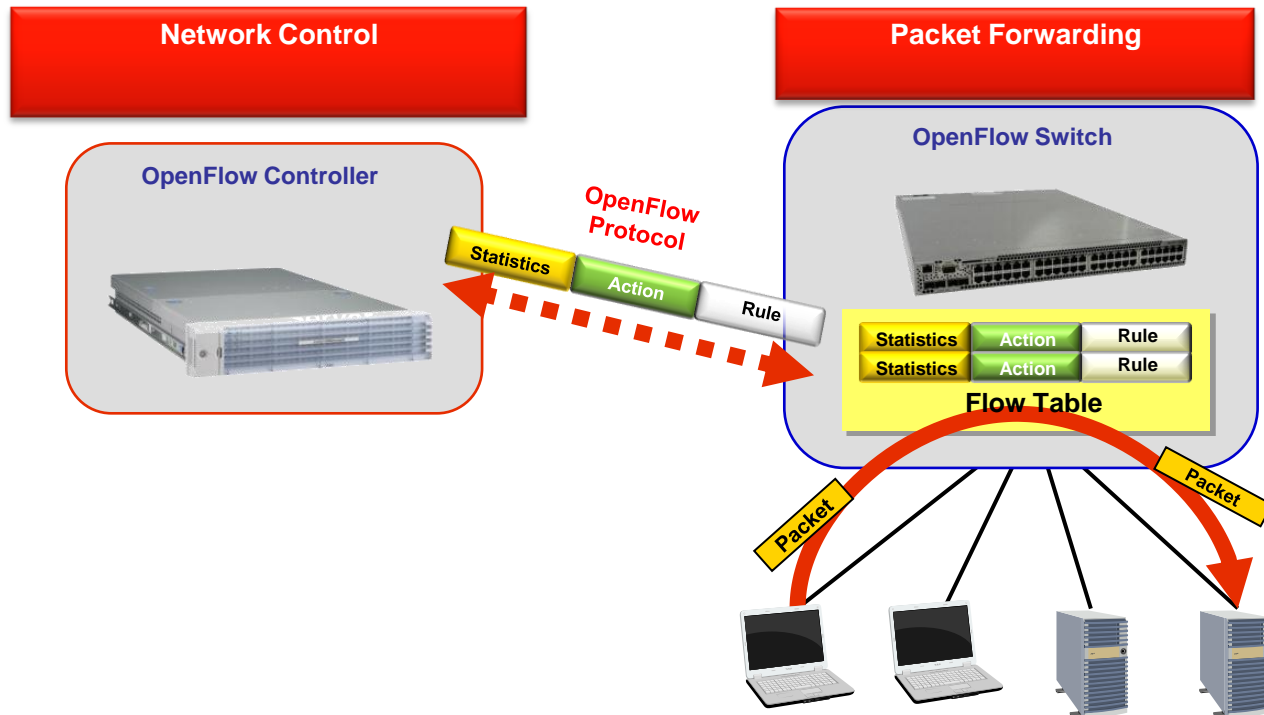 Network Control
Packet Forwarding
OpenFlow Controller
OpenFlow Switch
OpenFlow
Protocol
Statistics Action Rule
Statistics Action Rule
Statistics Action Rule
Flow Table
Packet
Packet